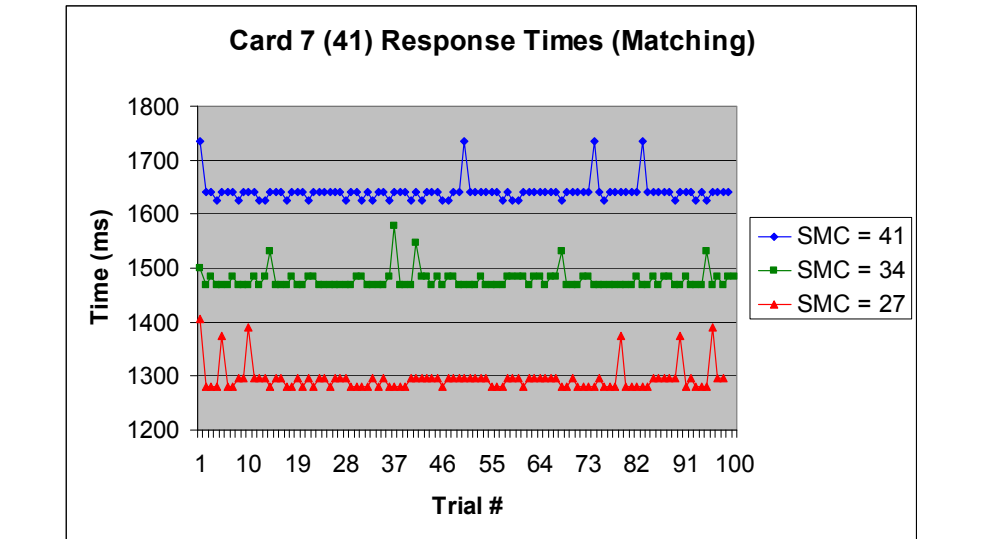 Card 7 (41) Response Times (Matching)
1800
1700
1600
1500
1400
1300
1200
Time (ms)
1 10 19 28 37 46 55 64 73 82 91 100
Trial #
SMC = 41
SMC = 34
SMC = 27